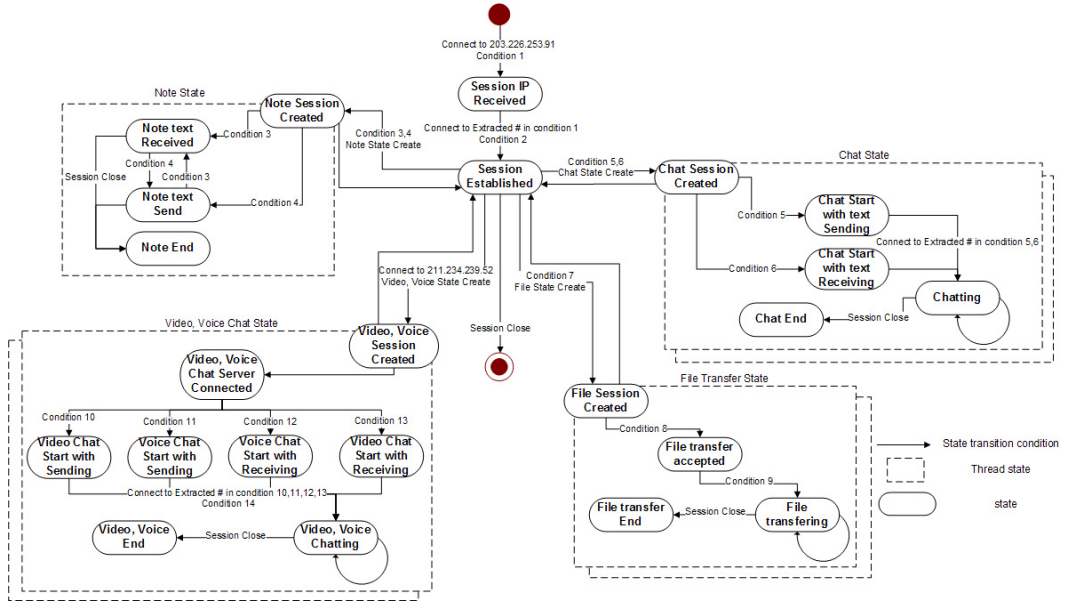 Connect to 203.226.253.91
Condition 1
Session IP
Received
Connect to Extracted # in condition 1
Condition 2
Session
Established
Note State
Note Session
Created
Condition 3
Condition 3,4
Note State Create
Note text
Received
Condition 4
Condition 3
Session Close
Note text
Send
Condition 4
Note End
Condition 5,6
Chat State Create
Chat State
Chat Session
Created
Condition 5
Chat Start
with text
Sending
Connect to Extracted # in condition 5,6
Condition 6
Chat Start
with text
Receiving
Chatting
Session Close
Chat End
Connect to 211.234.239.52
Video, Voice State Create
Condition 7
File State Create
Session Close
Video, Voice Chat State
Video, Voice
Session
Created
Video, Voice
Chat Server
Connected
Condition 10
Condition 11
Condition 12
Condition 13
Video Chat
Start with
Sending
Voice Chat
Start with
Sending
Voice Chat
Start with
Receiving
Video Chat
Start with
Receiving
Connect to Extracted # in condition 10,11,12,13
Condition 14
Video, Voice
End
Session Close
Video, Voice
Chatting
File Transfer State
File Session
Created
Condition 8
File transfer
accepted
Condition 9
File transfer
End
Session Close
File
transfering
State transition condition
Thread state
state